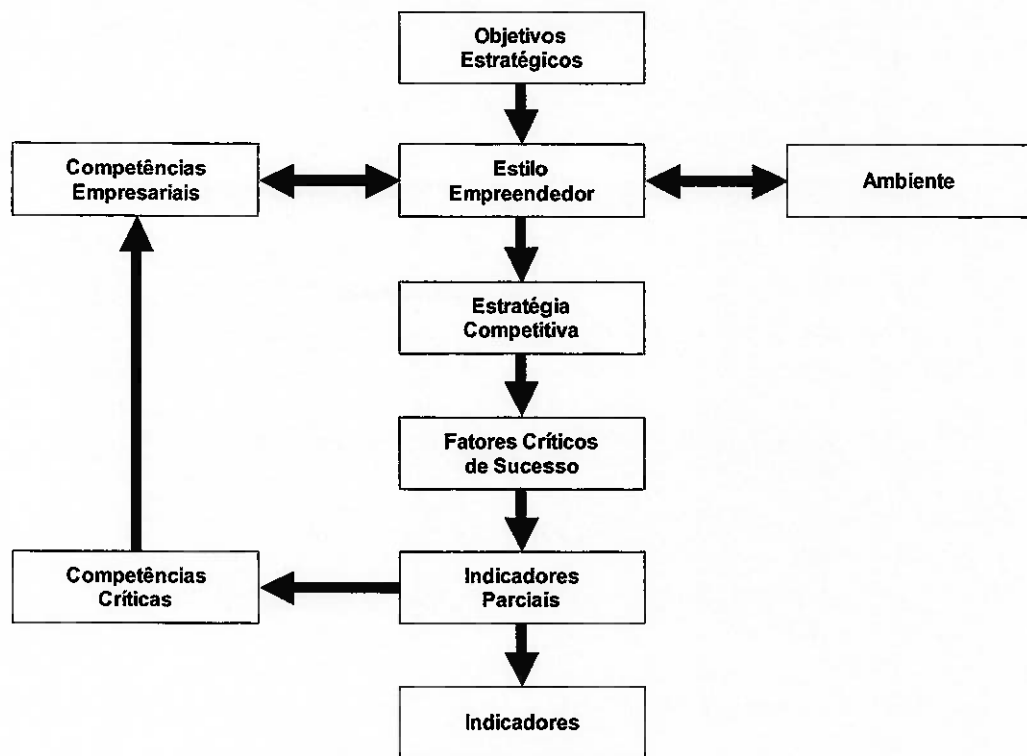 Objetivos
Estratégicos
Competências
Empresariais
Estilo
Empreendedor
Ambiente
Estratégia
Competitiva
Fatores Críticos
de Sucesso
Competências
Críticas
Indicadores
Parciais
Indicadores